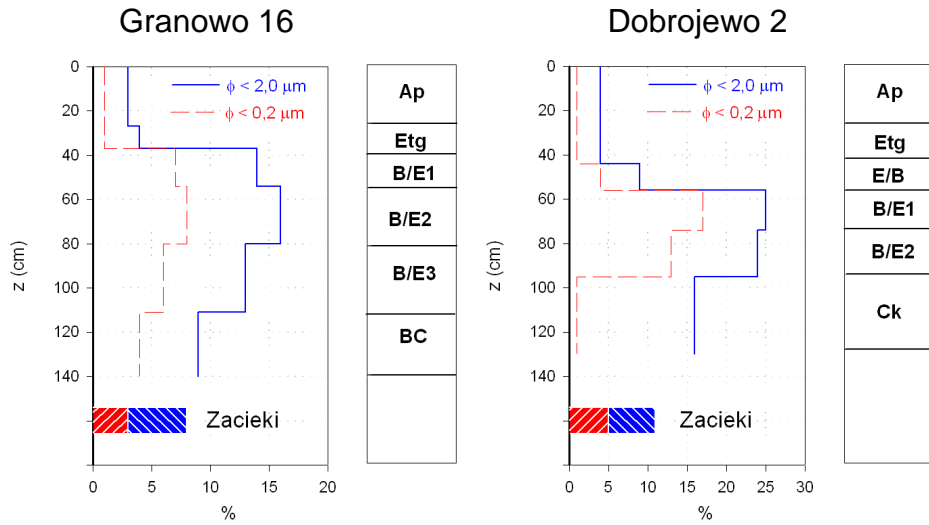 Granowo 16
0
20
40
60
80
100
120
140
z (cm)
ϕ < 2,0 μm
ϕ < 0,2 μm
Zacieki
0 5 10 15 20
%
Ap
Etg
B/E1
B/E2
B/E3
BC
Dobrojewo 2
0
20
40
60
80
100
120
140
z (cm)
ϕ < 2,0 μm
ϕ < 0,2 μm
Zacieki
0 5 10 15 20 25 30
%
Ap
Etg
E/B
B/E1
B/E2
Ck